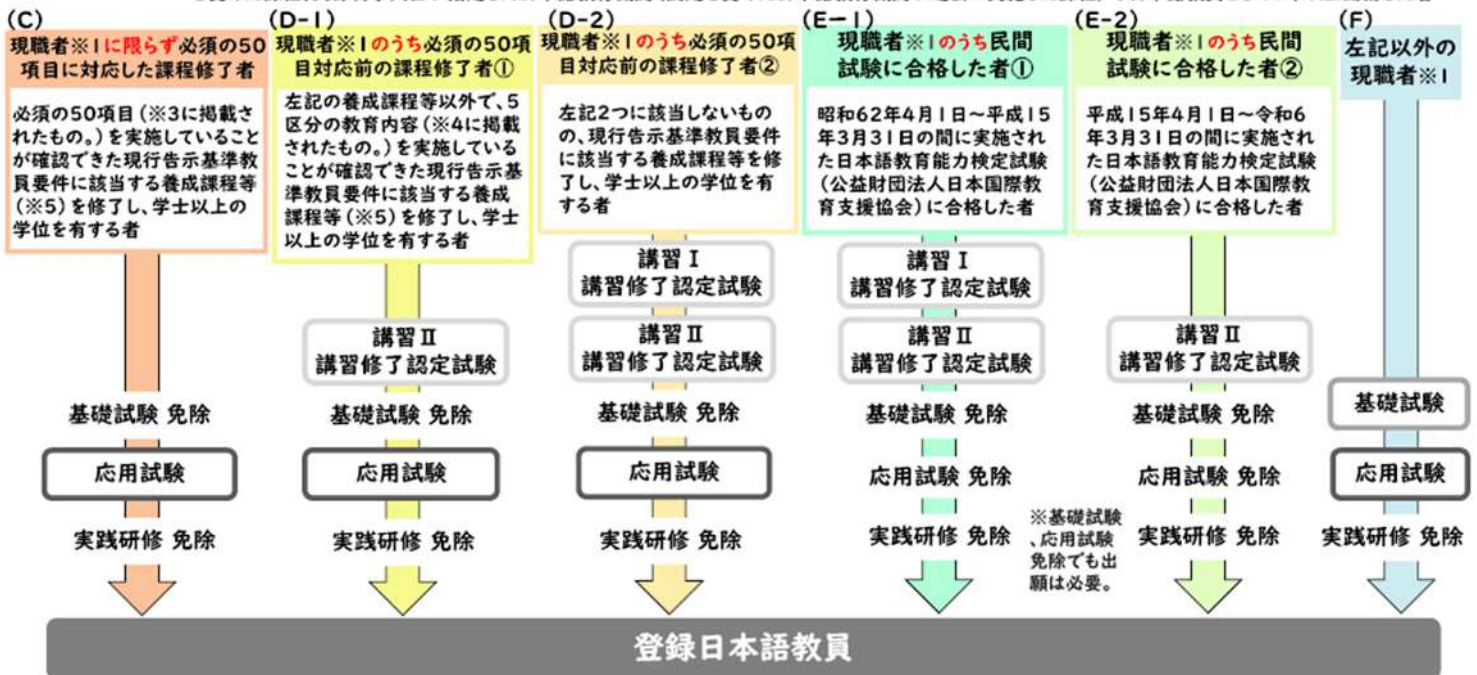 (C)
現職者※1に限らず必須の50
項目に対応した課程修了者
必須の50項目(※3に掲載さ
れたもの。)を実施していること
が確認できた現行告示基準教
員要件に該当する養成課程等
(※5)を修了し、学士以上の
学位を有する者
基礎試験 免除
応用試験
実践研修 免除
(D-1)
現職者※1のうち必須の50項
目対応前の課程修了者①
左記の養成課程等以外で、5
区分の教育内容(※4に掲載
されたもの。)を実施している
ことが確認できた現行告示基
準教員要件に該当する養成
課程等(※5)を修了し、学士
以上の学位を有する者
講習Ⅱ
講習修了認定試験
基礎試験 免除
応用試験
実践研修 免除
(D-2)
現職者※1のうち必須の50項
目対応前の課程修了者②
左記2つに該当しないもの
の、現行告示基準教員要件
に該当する養成課程等を修
了し、学士以上の学位を有
する者
講習Ⅰ
講習修了認定試験
講習Ⅱ
講習修了認定試験
基礎試験 免除
応用試験
実践研修 免除
(E-1)
現職者※1のうち民間
試験に合格した者①
昭和62年4月1日~平成15
年3月31日の間に実施され
た日本語教育能力検定試験
(公益財団法人日本国際教
育支援協会)に合格した者
講習Ⅰ
講習修了認定試験
講習Ⅱ
講習修了認定試験
基礎試験 免除
応用試験 免除
実践研修 免除
※基礎試験
、応用試験
免除でも出
願は必要。
(E-2)
現職者※1のうち民間
試験に合格した者②
平成15年4月1日~令和6
年3月31日の間に実施され
た日本語教育能力検定試験
(公益財団法人日本国際教
育支援協会)に合格した者
講習Ⅱ
講習修了認定試験
基礎試験 免除
応用試験 免除
実践研修 免除
(F)
左記以外の
現職者※1
基礎試験
応用試験
実践研修 免除
登録日本語教員